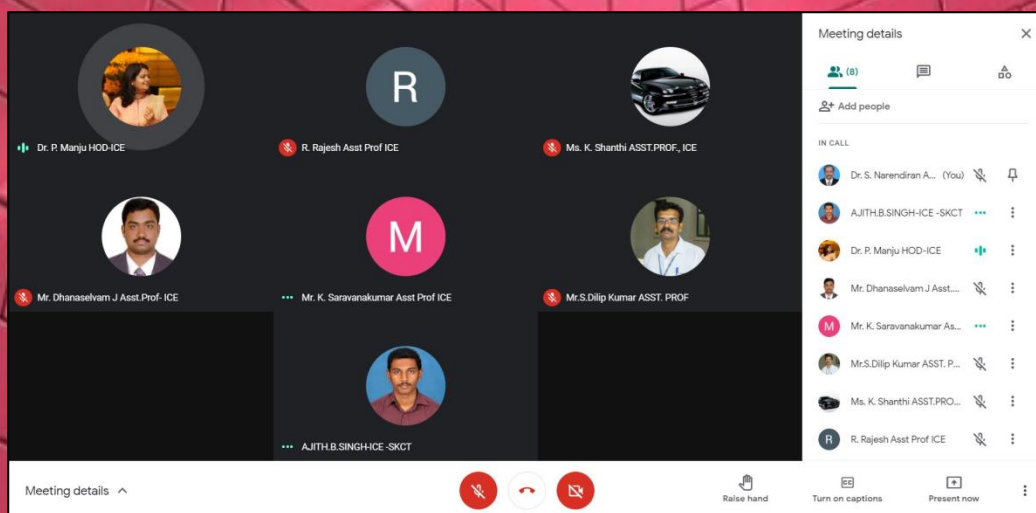 R
Dr. P. Manju HOD-ICE
R. Rajesh Asst Prof ICE
Ms. K. Shanthi ASST.PROF., ICE
M
Mr. Dhanaselvam J Asst.Prof- ICE
Mr. K. Saravanakumar Asst Prof ICE
Mr.S.Dilip Kumar ASST. PROF
AJITH.B.SINGH-ICE -SKCT
Meeting details
(8)
Add people
IN CALL
Dr. S. Narendiran A... (You)
AJITH.B.SINGH-ICE -SKCT
Dr. P. Manju HOD-ICE
Mr. Dhanaselvam J Asst....
M
Mr. K. Saravanakumar As...
Mr.S.Dilip Kumar ASST. P...
Ms. K. Shanthi ASST.PRO...
R
R. Rajesh Asst Prof ICE
Meeting details
Raise hand
CC
Turn on captions
Present now